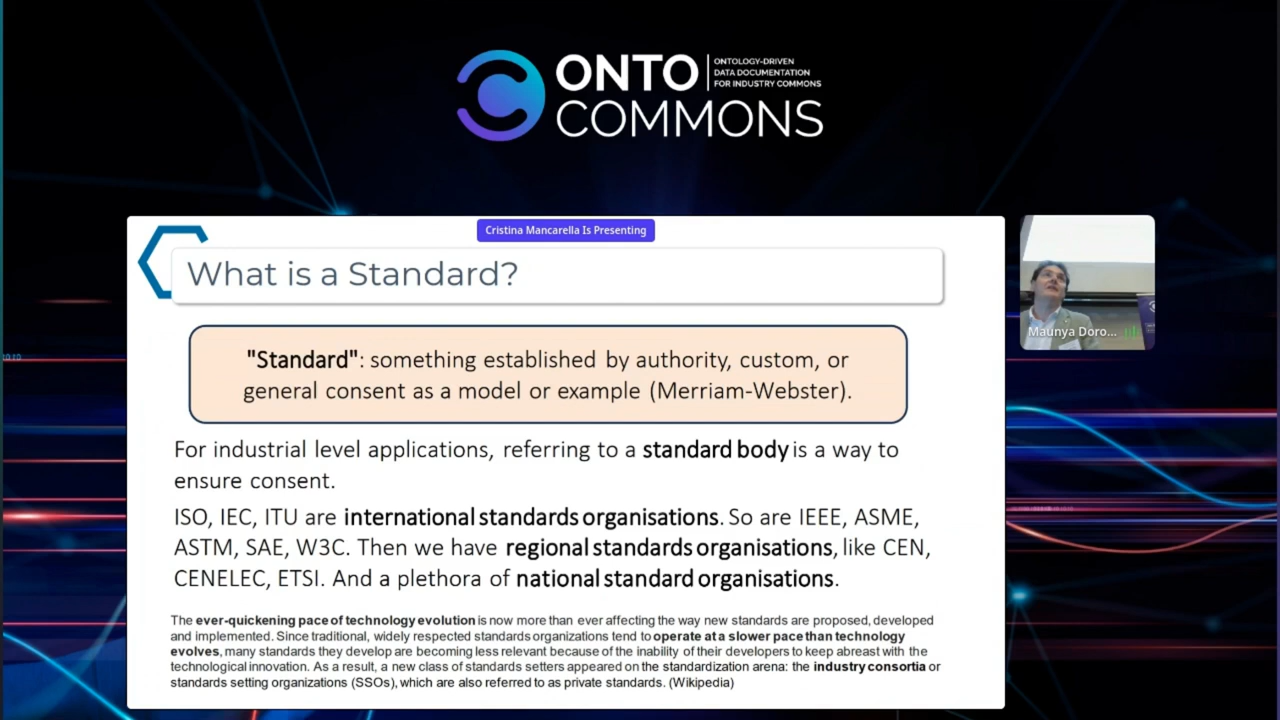 ONTO
COMMONS
ONTOLOGY-DRIVEN
DATA DOCUMENTATION
FOR INDUSTRY COMMONS
Cristina Mancarella Is Presenting
What is a Standard?
"Standard": something established by authority, custom, or
general consent as a model or example (Merriam-Webster).
For industrial level applications, referring to a standard body is a way to
ensure consent.
ISO, IEC, ITU are international standards organisations. So are IEEE, ASME,
ASTM, SAE, W3C. Then we have regional standards organisations, like CEN,
CENELEC, ETSI. And a plethora of national standard organisations.
The ever-quickening pace of technology evolution is now more than ever affecting the way new standards are proposed, developed
and implemented. Since traditional, widely respected standards organizations tend to operate at a slower pace than technology
evolves, many standards they develop are becoming less relevant because of the inability of their developers to keep abreast with the
technological innovation. As a result, a new class of standards setters appeared on the standardization arena: the industry consortia or
standards setting organizations (SSOs), which are also referred to as private standards. (Wikipedia)
Maunya Doro...